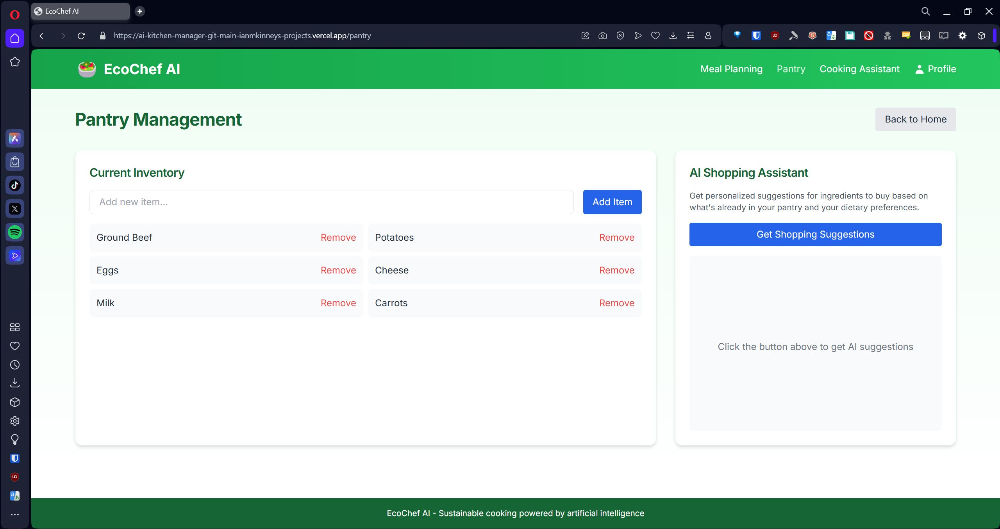 EcoChef AI
https://ai-kitchen-manager-git-main-ianmkinneys-projects.vercel.app/pantry
EcoChef AI
Meal Planning
Pantry
Cooking Assistant
Profile
Pantry Management
Back to Home
Current Inventory
Add new item...
Add Item
Ground Beef
Remove
Potatoes
Remove
Eggs
Remove
Cheese
Remove
Milk
Remove
Carrots
Remove
AI Shopping Assistant
Get personalized suggestions for ingredients to buy based on
what's already in your pantry and your dietary preferences.
Get Shopping Suggestions
Click the button above to get AI suggestions
EcoChef AI - Sustainable cooking powered by artificial intelligence